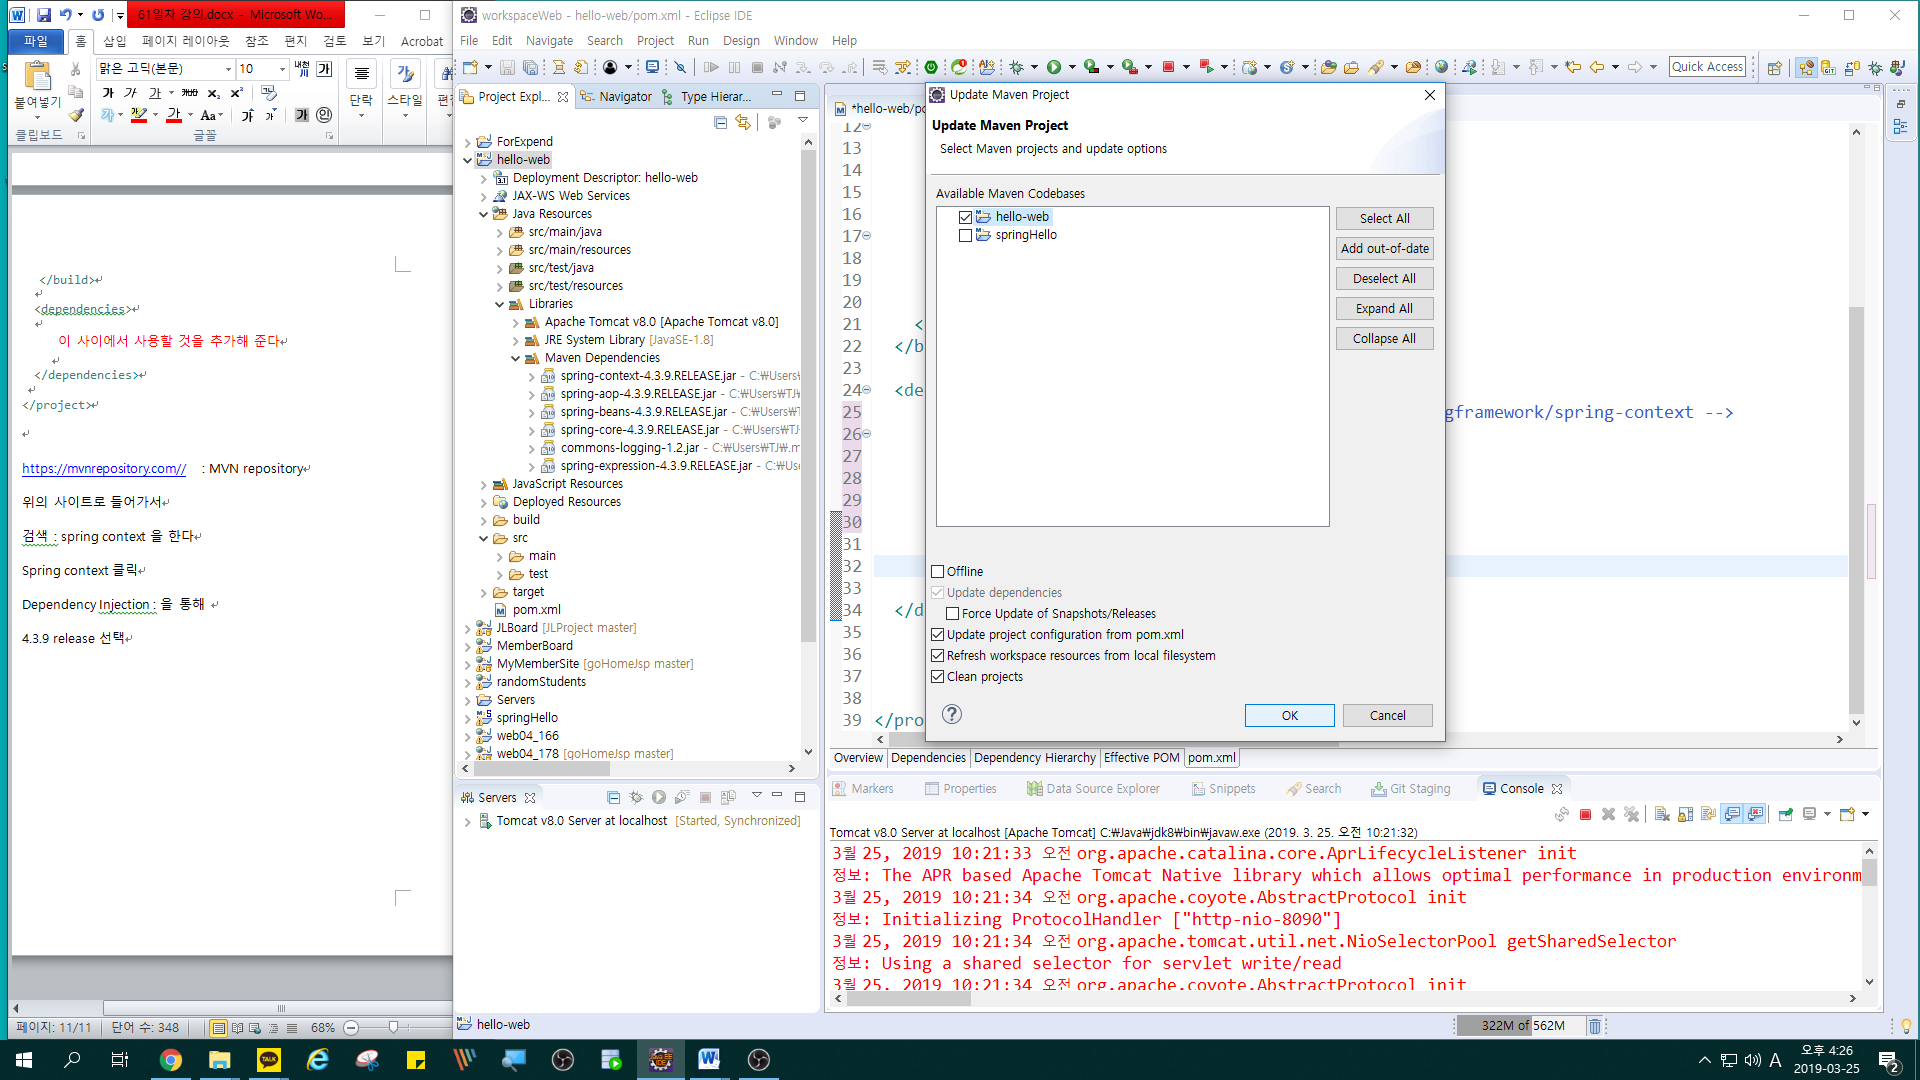 61일차 강의.docx - Microsoft Wo...
파일
홈
삽입
페이지 레이아웃
참조
편지
검토
보기
Acrobat
맑은 고딕(본문)
10
붙여넣기
단락
스타일
편
클립보드
글꼴
</build>
<dependencies>
이 사이에서 사용할 것을 추가해 준다
</dependencies>
</project>
https://mvnrepository.com// : MVN repository
위의 사이트로 들어가서
검색 : spring context 을 한다
Spring context 클릭
Dependency Injection : 을 통해
4.3.9 release 선택
페이지: 11/11
단어 수: 348
68%
workspaceWeb - hello-web/pom.xml - Eclipse IDE
File Edit Navigate Search Project Run Design Window Help
Quick Access
Project Expl...
Navigator
Type Hierar...
ForExpend
hello-web
Deployment Descriptor: hello-web
JAX-WS Web Services
Java Resources
src/main/java
src/main/resources
src/test/java
src/test/resources
Libraries
Apache Tomcat v8.0 [Apache Tomcat v8.0]
JRE System Library [JavaSE-1.8]
Maven Dependencies
spring-context-4.3.9.RELEASE.jar - C:₩Users₩
spring-aop-4.3.9.RELEASE.jar - C:₩Users₩TJ₩
spring-beans-4.3.9.RELEASE.jar - C:₩Users₩T
spring-core-4.3.9.RELEASE.jar - C:₩Users₩TJ₩
commons-logging-1.2.jar - C:₩Users₩TJ₩.m
spring-expression-4.3.9.RELEASE.jar - C:₩Use
JavaScript Resources
Deployed Resources
build
src
main
test
target
pom.xml
JLBoard [JLProject master]
MemberBoard
MyMemberSite [goHomeJsp master]
randomStudents
Servers
springHello
web04_166
web04_178 [goHomeJsp master]
Servers
Tomcat v8.0 Server at localhost [Started, Synchronized]
hello-web
*hello-web/po
12
13
14
15
16
17
18
19
20
21 <
22 </b
23
24 <de
25 gframework/spring-context -->
26
27
28
29
30
31
32
33
34 </d
35
36
37
38
39 </pro
Update Maven Project
Update Maven Project
Select Maven projects and update options
Available Maven Codebases
hello-web
springHello
Select All
Add out-of-date
Deselect All
Expand All
Collapse All
Offline
Update dependencies
Force Update of Snapshots/Releases
Update project configuration from pom.xml
Refresh workspace resources from local filesystem
Clean projects
OK
Cancel
Overview Dependencies Dependency Hierarchy Effective POM pom.xml
Markers
Properties
Data Source Explorer
Snippets
Search
Git Staging
Console
Tomcat v8.0 Server at localhost [Apache Tomcat] C:₩Java₩jdk8₩bin₩javaw.exe (2019. 3. 25. 오전 10:21:32)
3월 25, 2019 10:21:33 오전 org.apache.catalina.core.AprLifecycleListener init
정보: The APR based Apache Tomcat Native library which allows optimal performance in production environm
3월 25, 2019 10:21:34 오전 org.apache.coyote.AbstractProtocol init
정보: Initializing ProtocolHandler ["http-nio-8090"]
3월 25, 2019 10:21:34 오전 org.apache.tomcat.util.net.NioSelectorPool getSharedSelector
정보: Using a shared selector for servlet write/read
3월 25, 2019 10:21:34 오전 org.apache.coyote.AbstractProtocol init
322M of 562M
오후 4:26
2019-03-25